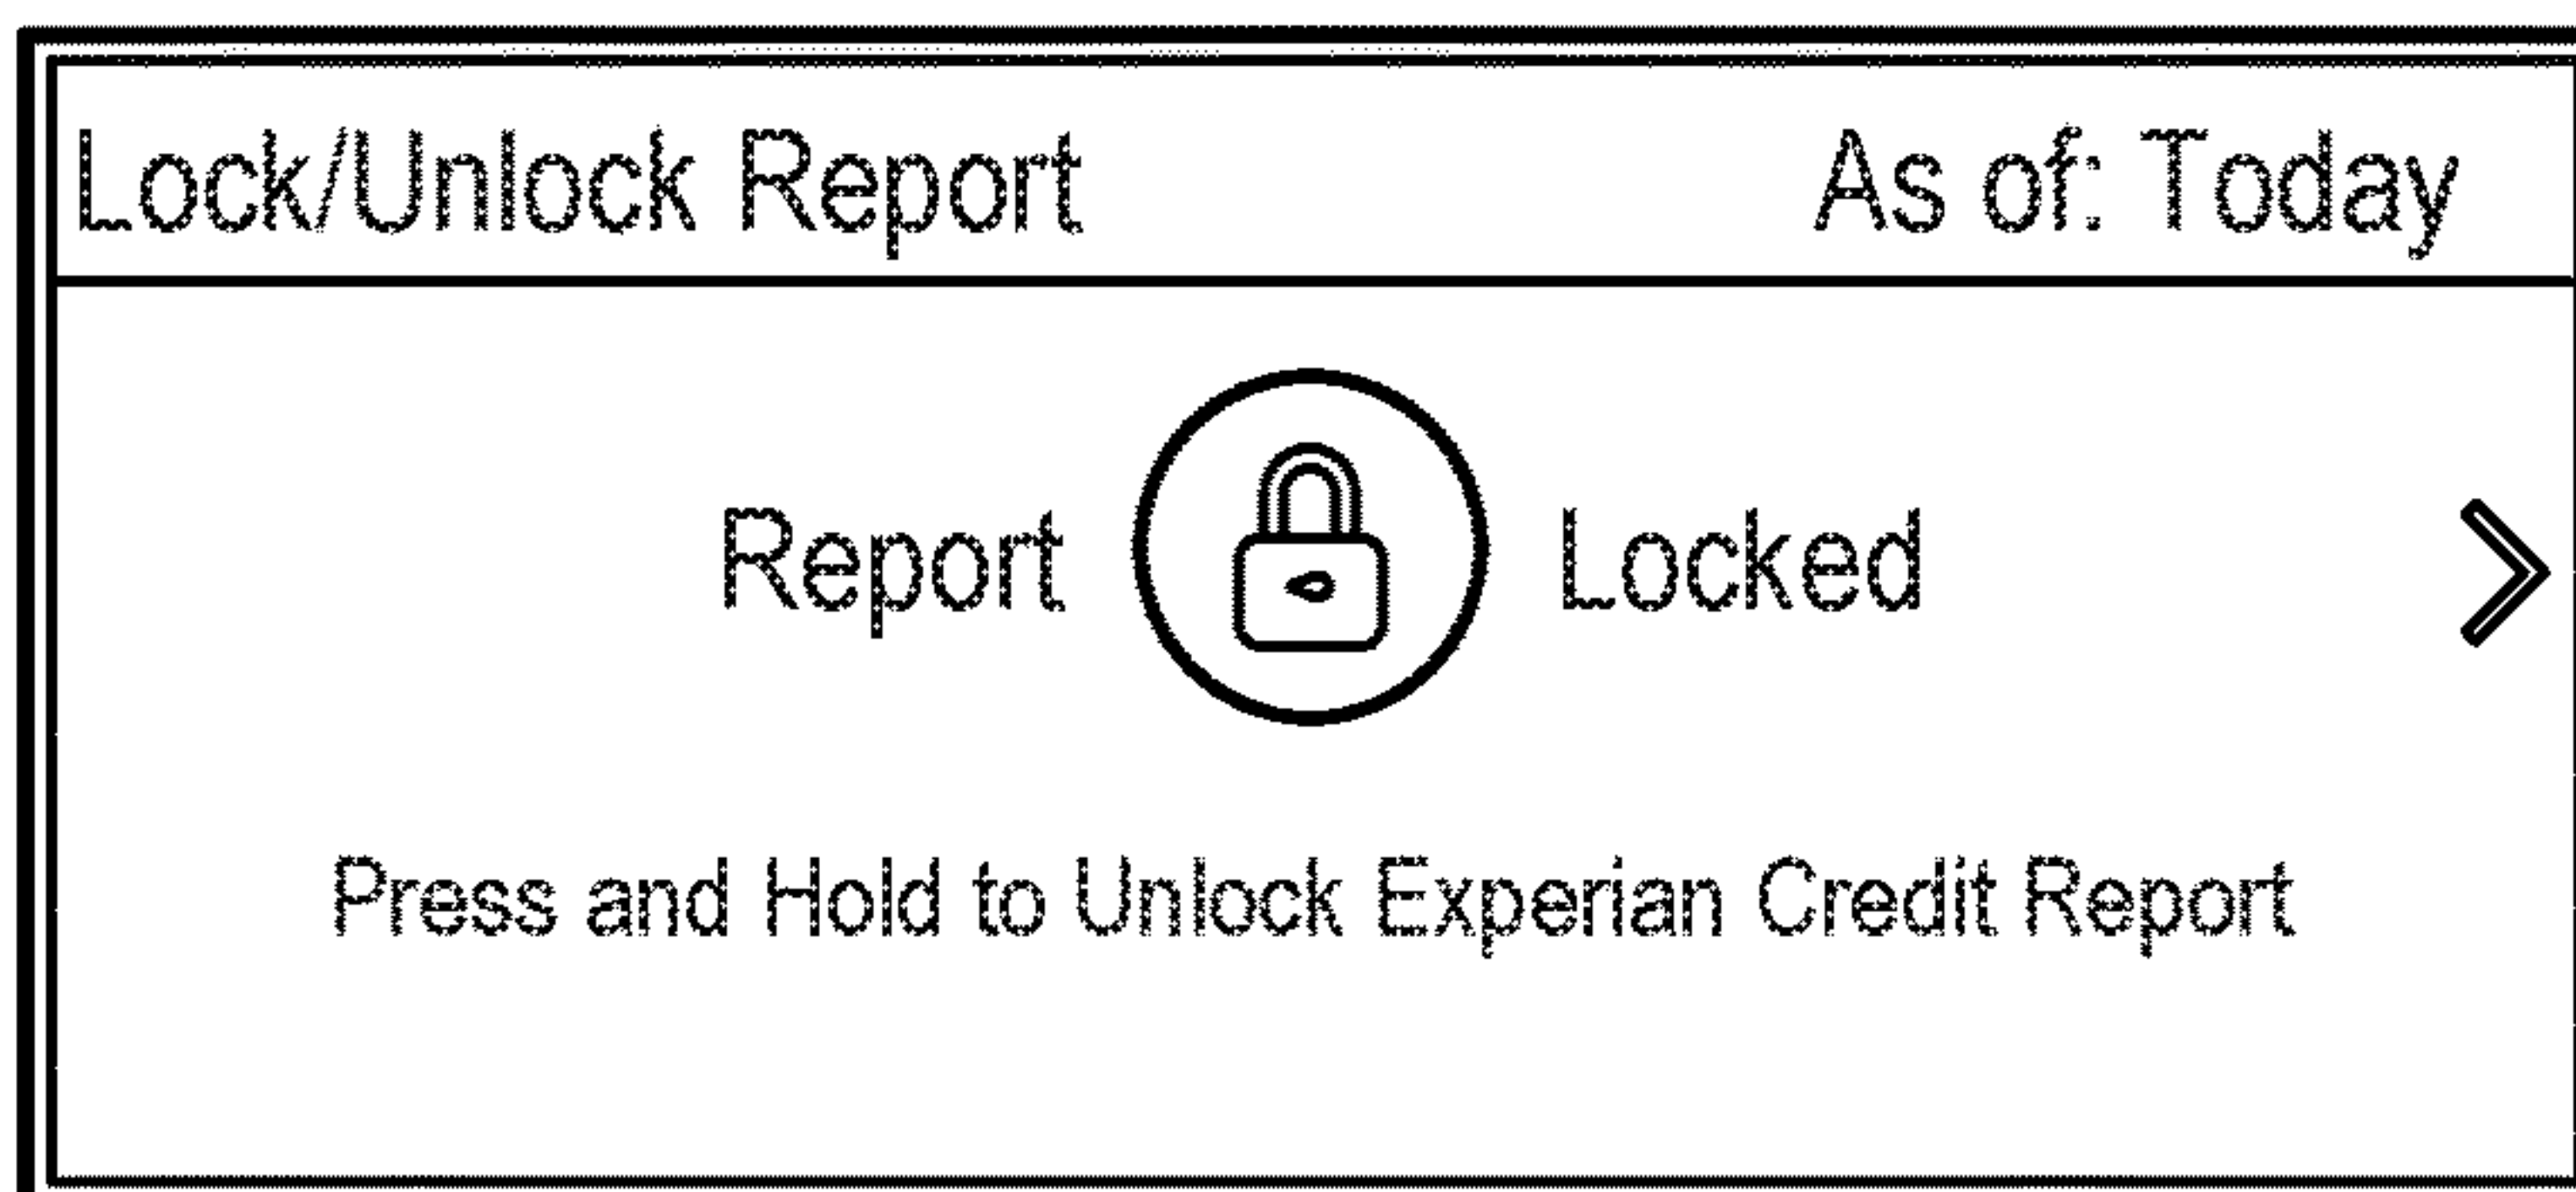 Lock/Unlock Report As of: Today
Report Locked
Press and Hold to Unlock Experian Credit Report